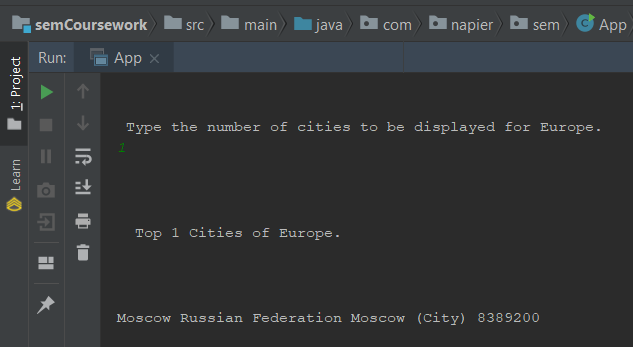 semCoursework src main java com napier sem App
Run: App
1: Project
Learn
Type the number of cities to be displayed for Europe.
1
Top 1 Cities of Europe.
Moscow Russian Federation Moscow (City) 8389200